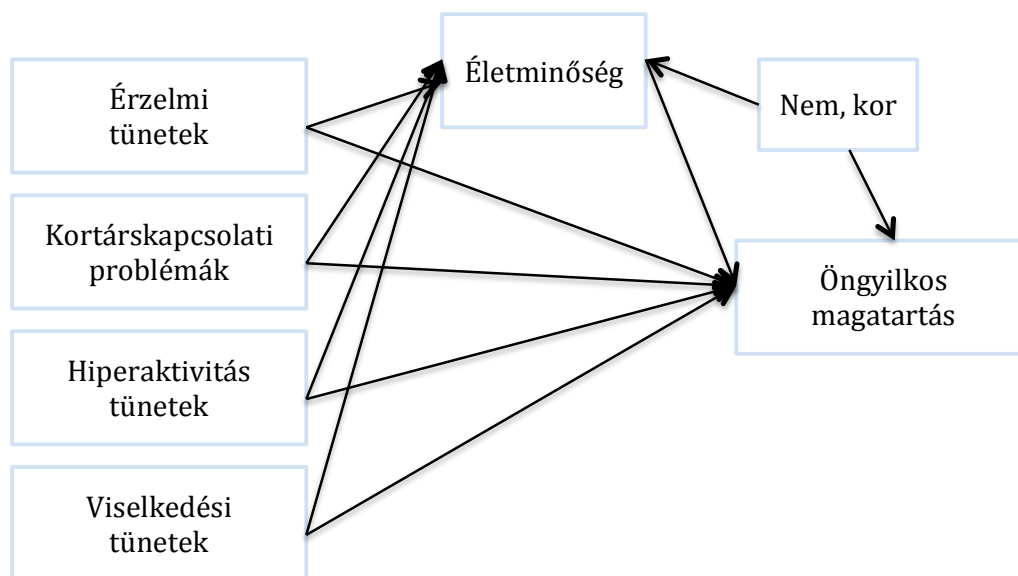 Életminőség
Érzelmi
tünetek
Nem, kor
Kortárskapcsolati
problémák
Öngyilkos
magatartás
Hiperaktivitás
tünetek
Viselkedési
tünetek